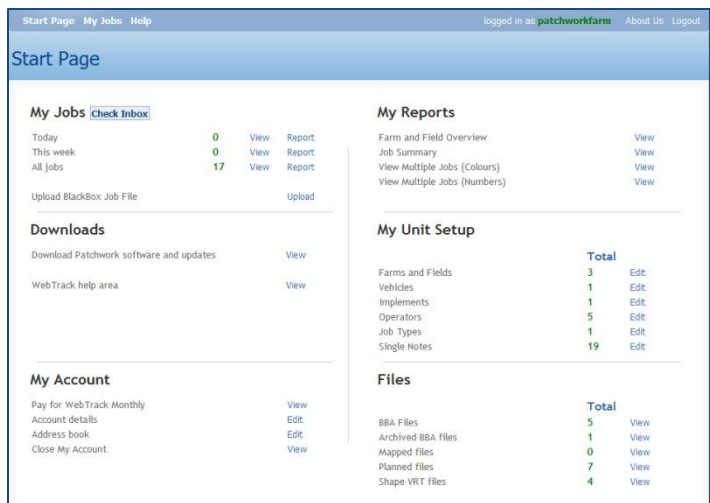 Start Page My Jobs Help logged in as patchworkfarm About Us Logout
Start Page
My Jobs Check Inbox
Today 0 View Report
This week 0 View Report
All jobs 17 View Report
Upload BlackBox Job File Upload
My Reports
Farm and Field Overview View
Job Summary View
View Multiple Jobs (Colours) View
View Multiple Jobs (Numbers) View
Downloads
Download Patchwork software and updates View
WebTrack help area View
My Unit Setup
Total
Farms and Fields 3 Edit
Vehicles 1 Edit
Implements 1 Edit
Operators 5 Edit
Job Types 1 Edit
Single Notes 19 Edit
My Account
Pay for WebTrack Monthly View
Account details Edit
Address book Edit
Close My Account View
Files
Total
BBA Files 5 View
Archived BBA files 1 View
Mapped files 0 View
Planned files 7 View
Shape VRT files 4 View